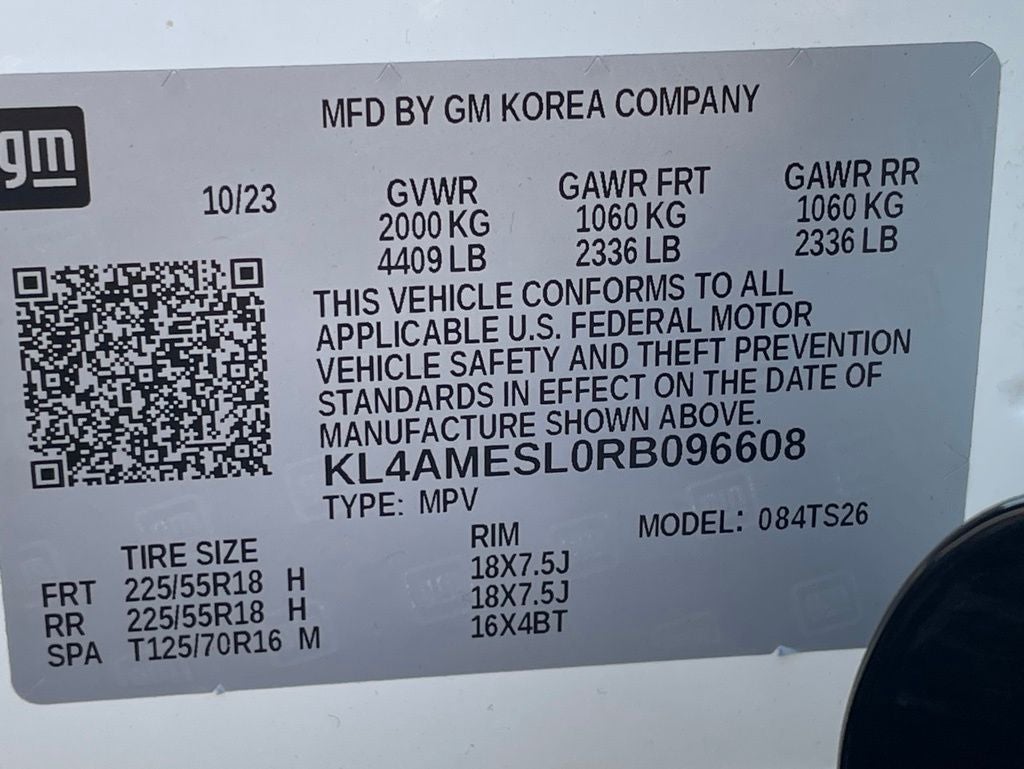 MFD BY GM KOREA COMPANY
gm
10/23
GVWR GAWR FRT GAWR RR
2000 KG 1060 KG 1060 KG
4409 LB 2336 LB 2336 LB
THIS VEHICLE CONFORMS TO ALL
APPLICABLE U.S. FEDERAL MOTOR
VEHICLE SAFETY AND THEFT PREVENTION
STANDARDS IN EFFECT ON THE DATE OF
MANUFACTURE SHOWN ABOVE.
KL4AMESL0RB096608
TYPE: MPV
MODEL: 084TS26
TIRE SIZE RIM
FRT 225/55R18 H 18X7.5J
RR 225/55R18 H 18X7.5J
SPA T125/70R16 M 16X4BT